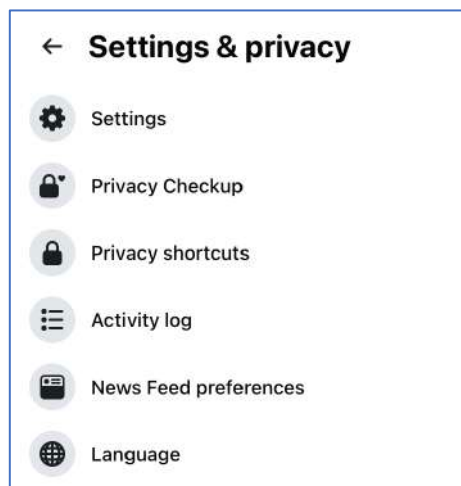 Settings & privacy
Settings
Privacy Checkup
Privacy shortcuts
Activity log
News Feed preferences
Language